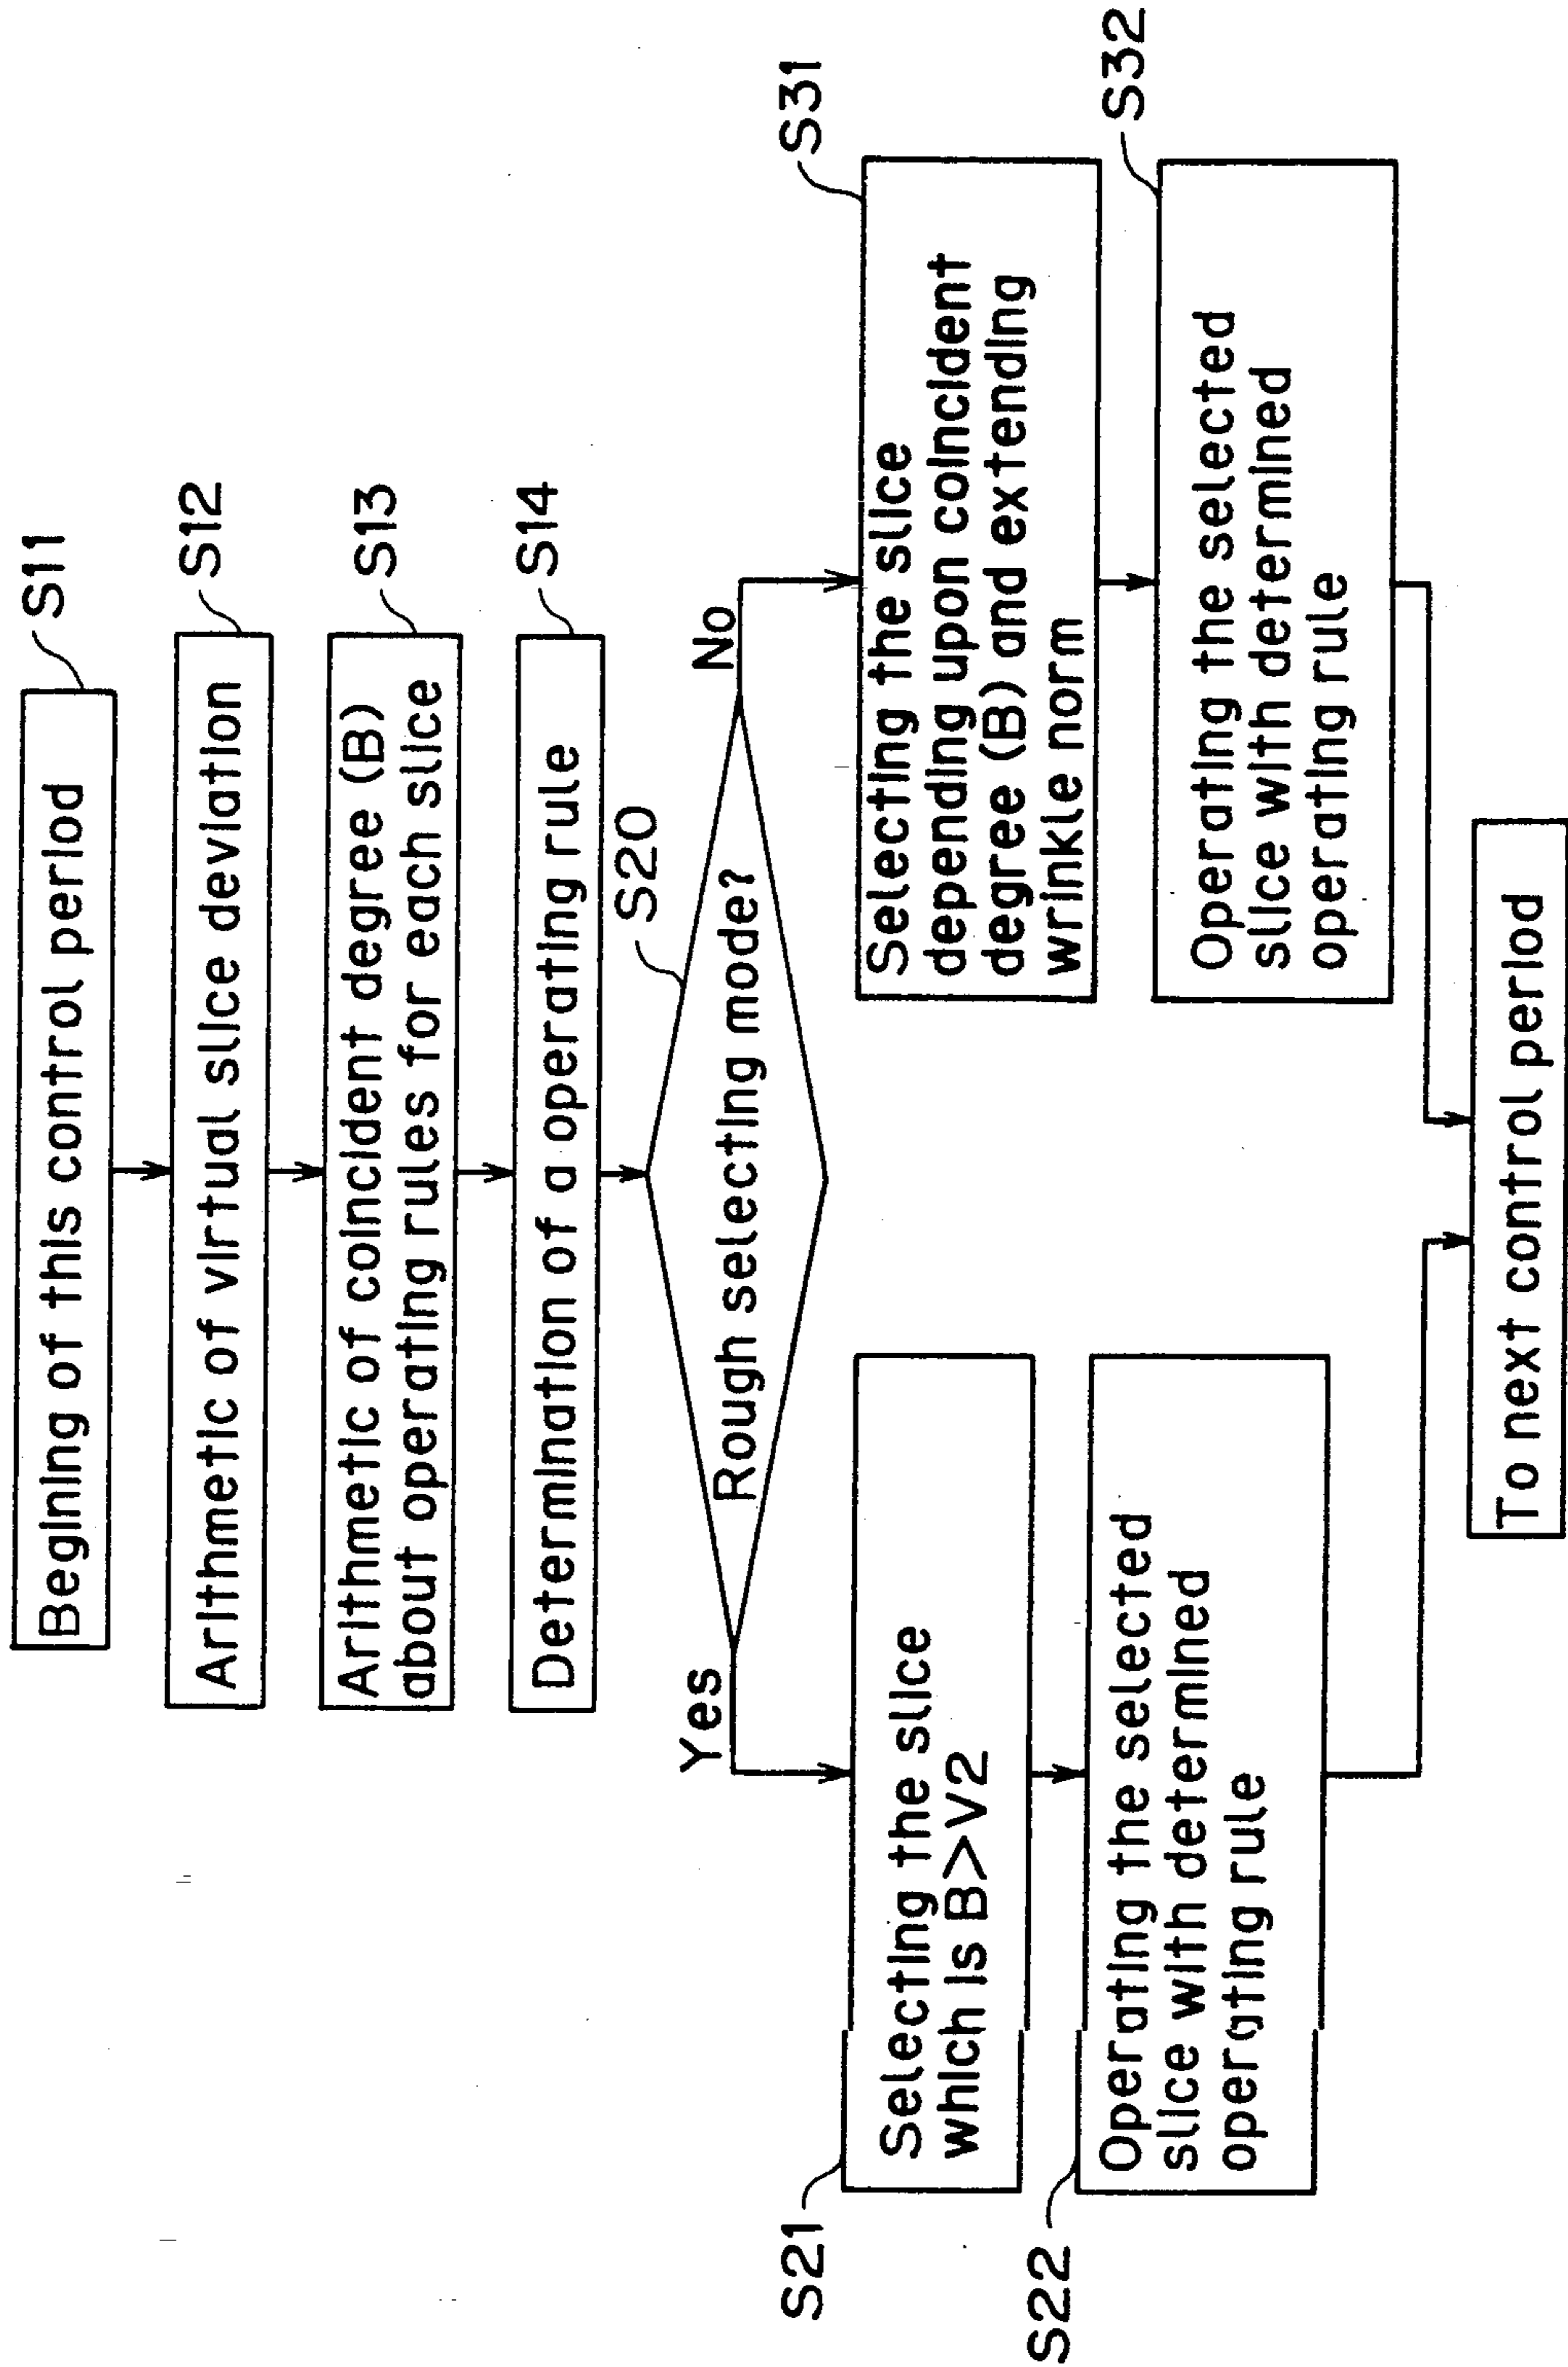 S11
Begining of this control period
S12
Arithmetic of virtual slice deviation
S13
Arithmetic of coincident degree (B)
about operating rules for each slice
S14
Determination of a operating rule
S20
Rough selecting mode?
Yes
No
S21
Selecting the slice
which is B>V2
S22
Operating the selected
slice with determined
operating rule
S31
Selecting the slice
depending upon coincident
degree (B) and extending
wrinkle norm
S32
Operating the selected
slice with determined
operating rule
To next control period